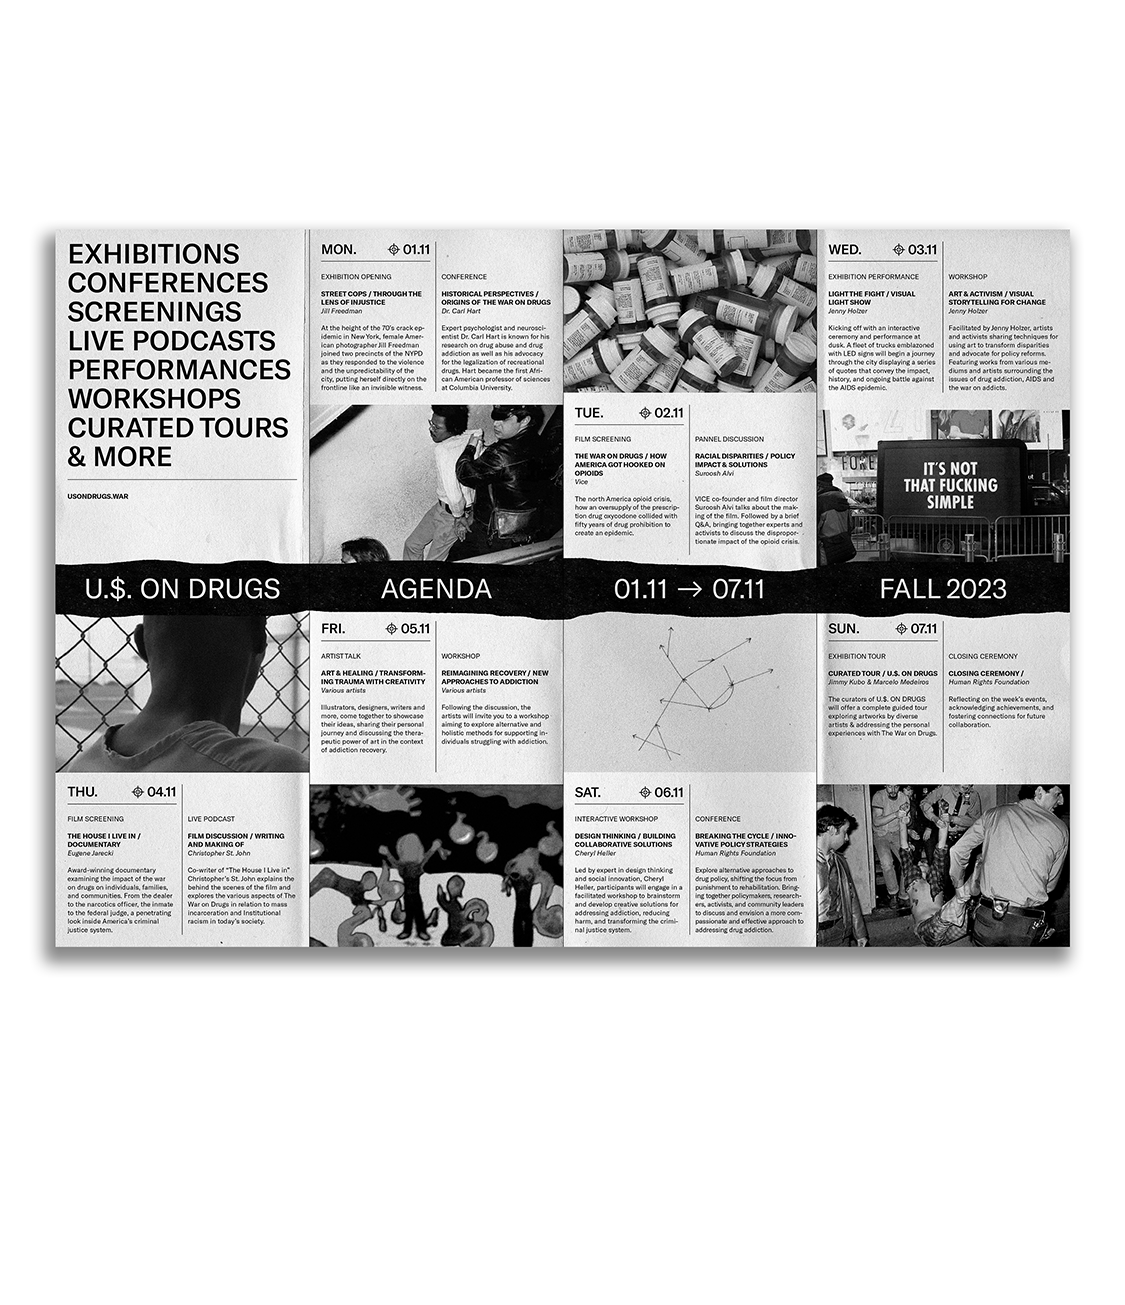 EXHIBITIONS
CONFERENCES
SCREENINGS
LIVE PODCASTS
PERFORMANCES
WORKSHOPS
CURATED TOURS
& MORE
USONDRUGS.WAR
MON. 01.11
EXHIBITION OPENING
STREET COPS / THROUGH THE
LENS OF INJUSTICE
Jill Freedman
At the height of the 70's crack ep-
idemic in New York, female Amer-
ican photographer Jill Freedman
joined two precincts of the NYPD
as they responded to the violence
and the unpredictability of the
city, putting herself directly on the
frontline like an invisible witness.
CONFERENCE
HISTORICAL PERSPECTIVES /
ORIGINS OF THE WAR ON DRUGS
Dr. Carl Hart
Expert psychologist and neurosci-
entist Dr. Carl Hart is known for his
research on drug abuse and drug
addiction as well as his advocacy
for the legalization of recreational
drugs. Hart became the first Afri-
can American professor of sciences
at Columbia University.
TUE. 02.11
FILM SCREENING
THE WAR ON DRUGS / HOW
AMERICA GOT HOOKED ON
OPIOIDS
Vice
The north America opioid crisis,
how an oversupply of the prescrip-
tion drug oxycodone collided with
fifty years of drug prohibition to
create an epidemic.
PANNEL DISCUSSION
RACIAL DISPARITIES / POLICY
IMPACT & SOLUTIONS
Suroosh Alvi
VICE co-founder and film director
Suroosh Alvi talks about the mak-
ing of the film. Followed by a brief
Q&A, bringing together experts and
activists to discuss the dispropor-
tionate impact of the opioid crisis.
WED. 03.11
EXHIBITION PERFORMANCE
LIGHT THE FIGHT / VISUAL
LIGHT SHOW
Jenny Holzer
Kicking off with an interactive
ceremony and performance at
dusk. A fleet of trucks emblazoned
with LED signs will begin a journey
through the city displaying a series
of quotes that convey the impact,
history, and ongoing battle against
the AIDS epidemic.
WORKSHOP
ART & ACTIVISM / VISUAL
STORYTELLING FOR CHANGE
Jenny Holzer
Facilitated by Jenny Holzer, artists
and activists sharing techniques for
using art to transform disparities
and advocate for policy reforms.
Featuring works from various me-
diums and artists surrounding the
issues of drug addiction, AIDS and
the war on addicts.
IT'S NOT
THAT FUCKING
SIMPLE
U.$. ON DRUGS AGENDA 01.11 → 07.11 FALL 2023
THU. 04.11
FILM SCREENING
THE HOUSE I LIVE IN /
DOCUMENTARY
Eugene Jarecki
Award-winning documentary
examining the impact of the war
on drugs on individuals, families,
and communities. From the dealer
to the narcotics officer, the inmate
to the federal judge, a penetrating
look inside America's criminal
justice system.
LIVE PODCAST
FILM DISCUSSION / WRITING
AND MAKING OF
Christopher St. John
Co-writer of "The House I Live in"
Christopher's St. John explains the
behind the scenes of the film and
explores the various aspects of The
War on Drugs in relation to mass
incarceration and Institutional
racism in today's society.
FRI. 05.11
ARTIST TALK
ART & HEALING / TRANSFORM-
ING TRAUMA WITH CREATIVITY
Various artists
Illustrators, designers, writers and
more, come together to showcase
their ideas, sharing their personal
journey and discussing the thera-
peutic power of art in the context
of addiction recovery.
WORKSHOP
REIMAGINING RECOVERY / NEW
APPROACHES TO ADDICTION
Various artists
Following the discussion, the
artists will invite you to a workshop
aiming to explore alternative and
holistic methods for supporting in-
dividuals struggling with addiction.
SAT. 06.11
INTERACTIVE WORKSHOP
DESIGN THINKING / BUILDING
COLLABORATIVE SOLUTIONS
Cheryl Heller
Led by expert in design thinking
and social innovation, Cheryl
Heller, participants will engage in a
facilitated workshop to brainstorm
and develop creative solutions for
addressing addiction, reducing
harm, and transforming the crimi-
nal justice system.
CONFERENCE
BREAKING THE CYCLE / INNO-
VATIVE POLICY STRATEGIES
Human Rights Foundation
Explore alternative approaches to
drug policy, shifting the focus from
punishment to rehabilitation. Bring-
ing together policymakers, research-
ers, activists, and community leaders
to discuss and envision a more com-
passionate and effective approach to
addressing drug addiction.
SUN. 07.11
EXHIBITION TOUR
CURATED TOUR / U.S. ON DRUGS
Jimmy Kubo & Marcelo Medeiros
The curators of U.$. ON DRUGS
will offer a complete guided tour
exploring artworks by diverse
artists & addressing the personal
experiences with The War on Drugs.
CLOSING CEREMONY
CLOSING CEREMONY /
Human Rights Foundation
Reflecting on the week's events,
acknowledging achievements, and
fostering connections for future
collaboration.